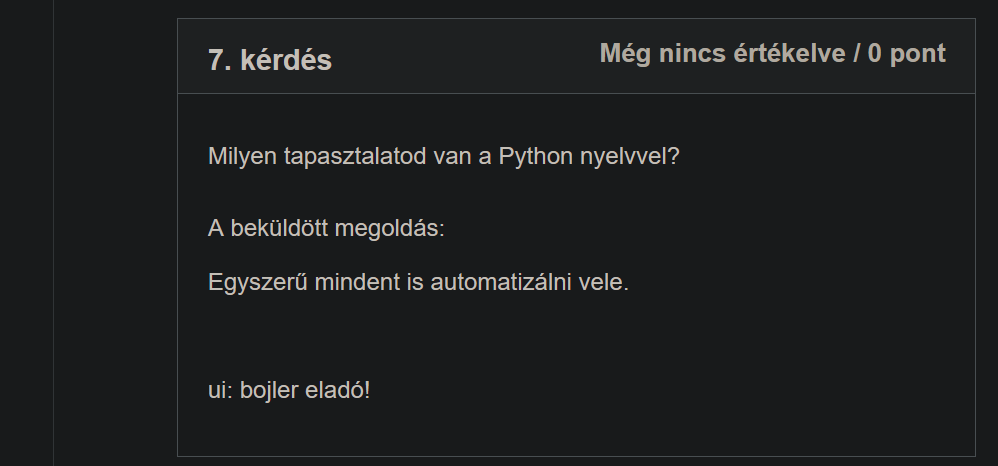 7. kérdés
Még nincs értékelve / 0 pont
Milyen tapasztalatod van a Python nyelvvel?
A beküldött megoldás:
Egyszerű mindent is automatizálni vele.
ui: bojler eladó!